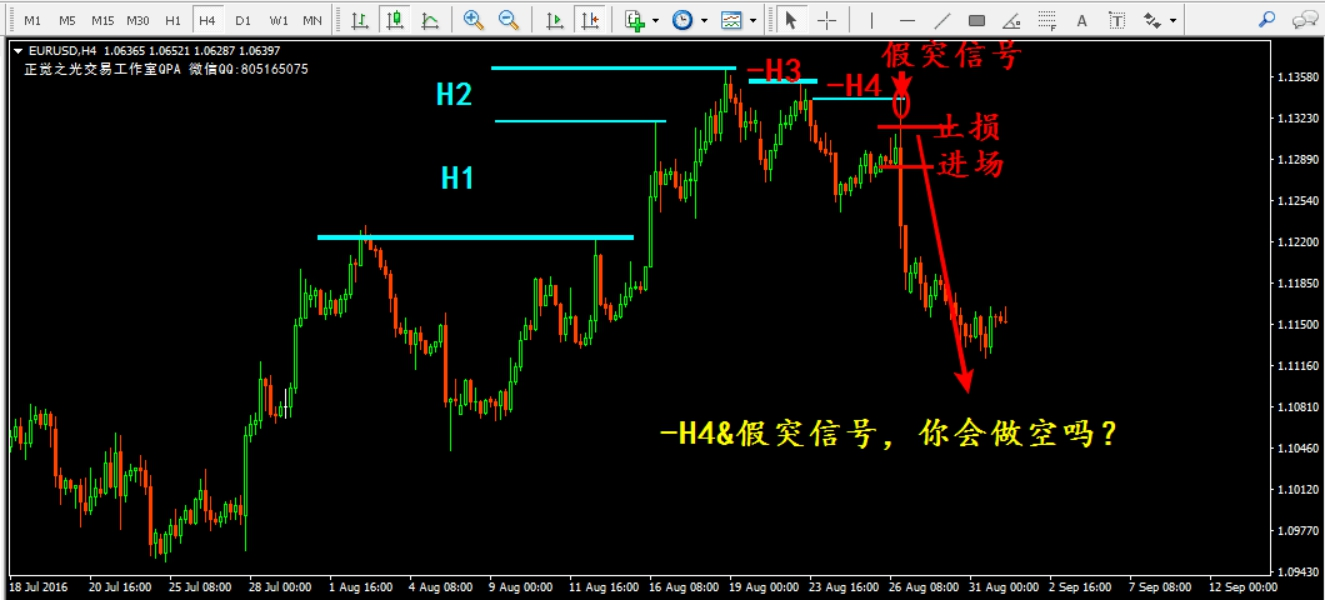 M1 M5 M15 M30 H1 H4 D1 W1 MN
EURUSD,H4 1.06365 1.06521 1.06287 1.06397
正觉之光交易工作室QPA 微信QQ:805165075
假突信号
-H3
-H4
H2
止损
进场
H1
-H4&假突信号，你会做空吗？
1.13580
1.13230
1.12890
1.12540
1.12200
1.11850
1.11500
1.11160
1.10810
1.10460
1.10120
1.09770
1.09430
18 Jul 2016 20 Jul 16:00 25 Jul 08:00 28 Jul 00:00 1 Aug 16:00 4 Aug 08:00 9 Aug 00:00 11 Aug 16:00 16 Aug 08:00 19 Aug 00:00 23 Aug 16:00 26 Aug 08:00 31 Aug 00:00 2 Sep 16:00 7 Sep 08:00 12 Sep 00:00